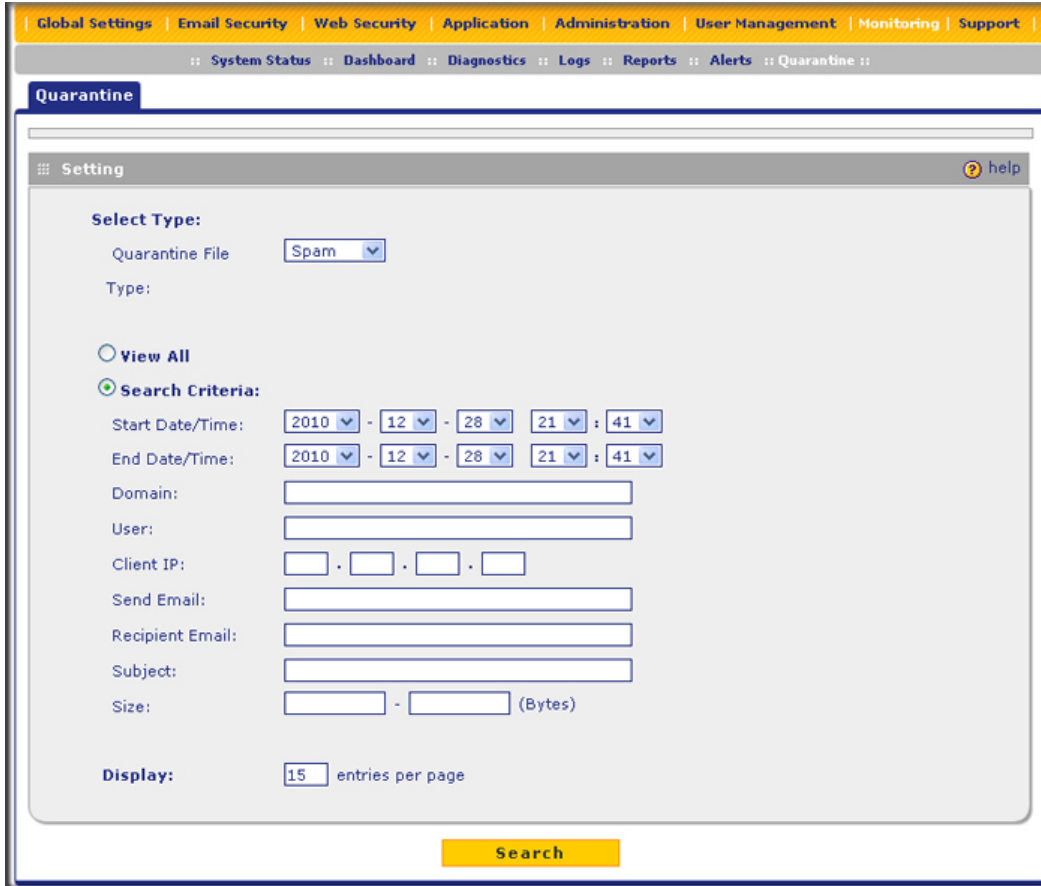 | Global Settings | Email Security | Web Security | Application | Administration | User Management | Monitoring | Support |
:: System Status :: Dashboard :: Diagnostics :: Logs :: Reports :: Alerts :: Quarantine ::
Quarantine
Setting ? help
Select Type:
Quarantine File Spam
Type:
View All
Search Criteria:
Start Date/Time: 2010 - 12 - 28 21 : 41
End Date/Time: 2010 - 12 - 28 21 : 41
Domain:
User:
Client IP: . . .
Send Email:
Recipient Email:
Subject:
Size: - (Bytes)
Display: 15 entries per page
Search